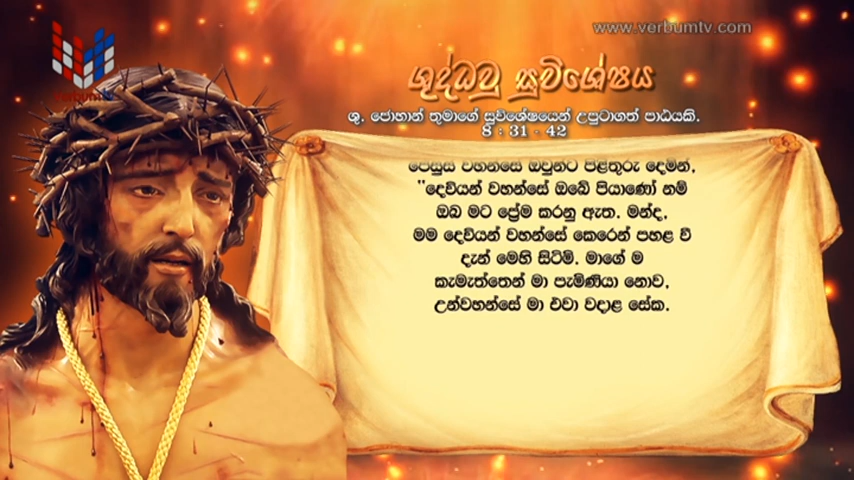 www.verbumtv.com
verbumtv
ශුද්ධවූ සුවිශේෂය
ශු. ජොහාන් තුමාගේ සුවිශේෂයෙන් උපුටාගත් පාඨයකි.
8 : 31 - 42
ජේසුස් වහන්සේ ඔවුන්ට පිළිතුරු දෙමින්,
"දෙවියන් වහන්සේ ඔබේ පියාණෝ නම්
ඔබ මට ප්‍රේම කරනු ඇත. මන්ද,
මම දෙවියන් වහන්සේ කෙරෙන් පහළ වී
දැන් මෙහි සිටිමි. මාගේ ම
කැමැත්තෙන් මා පැමිණියා නොව,
උන්වහන්සේ මා එවා වදාළ සේක.